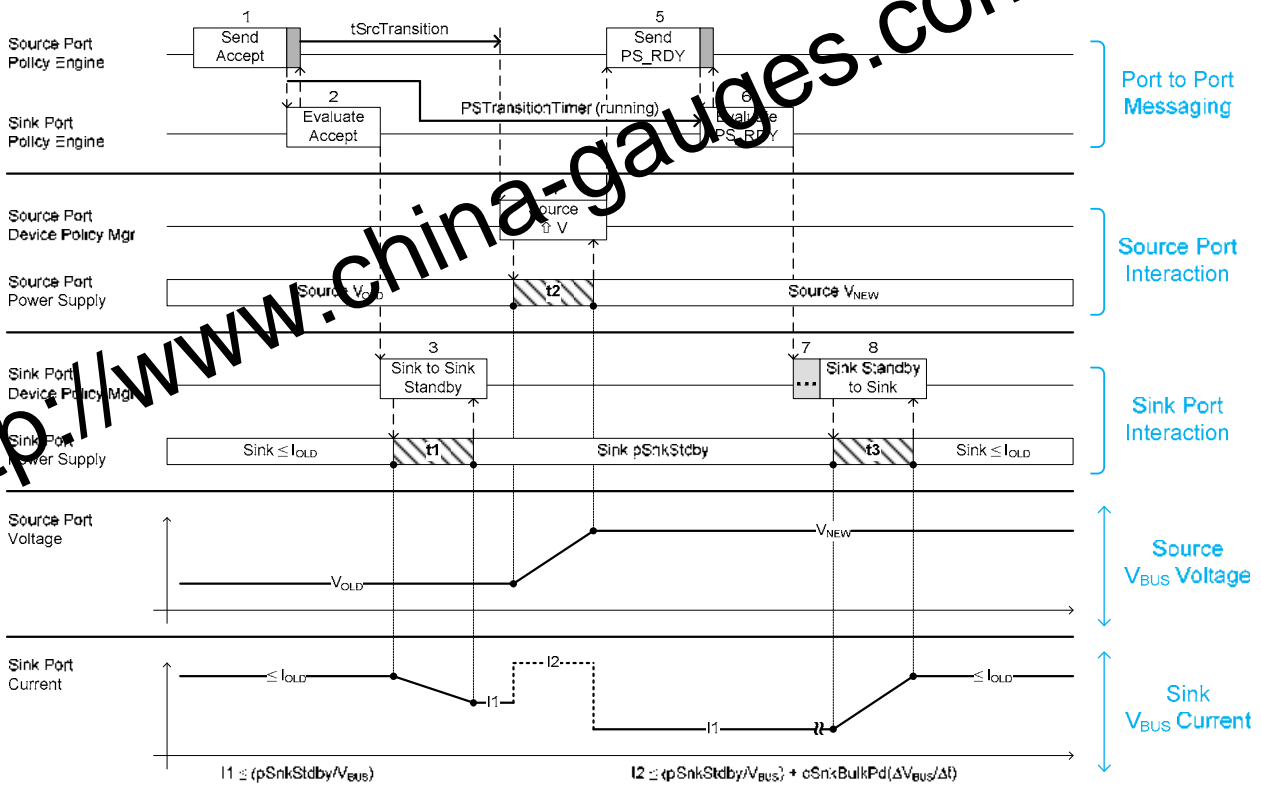 1
Send
Accept
tSrcTransition
5
Send
PS_RDY
Source Port
Policy Engine
2
Evaluate
Accept
PSTransitionTimer (running)
6
Evaluate
PS_RDY
Sink Port
Policy Engine
Port to Port
Messaging
Source Port
Device Policy Mgr
Source
⇧ V
Source Port
Power Supply
Source VOLD
t2
Source VNEW
Source Port
Interaction
3
Sink to Sink
Standby
7
...
8
Sink Standby
to Sink
Sink Port
Device Policy Mgr
Sink Port
Power Supply
Sink ≤ IOLD
t1
Sink pSnkStdby
t3
Sink ≤ IOLD
Sink Port
Interaction
Source Port
Voltage
VOLD
VNEW
Source
VBUS Voltage
Sink Port
Current
≤ IOLD
I1
I2
I1
≤ IOLD
Sink
VBUS Current
I1 ≤ (pSnkStdby/VBUS)
I2 ≤ (pSnkStdby/VBUS) + cSnkBulkPd(ΔVBUS/Δt)
p://www.china-gauges.com